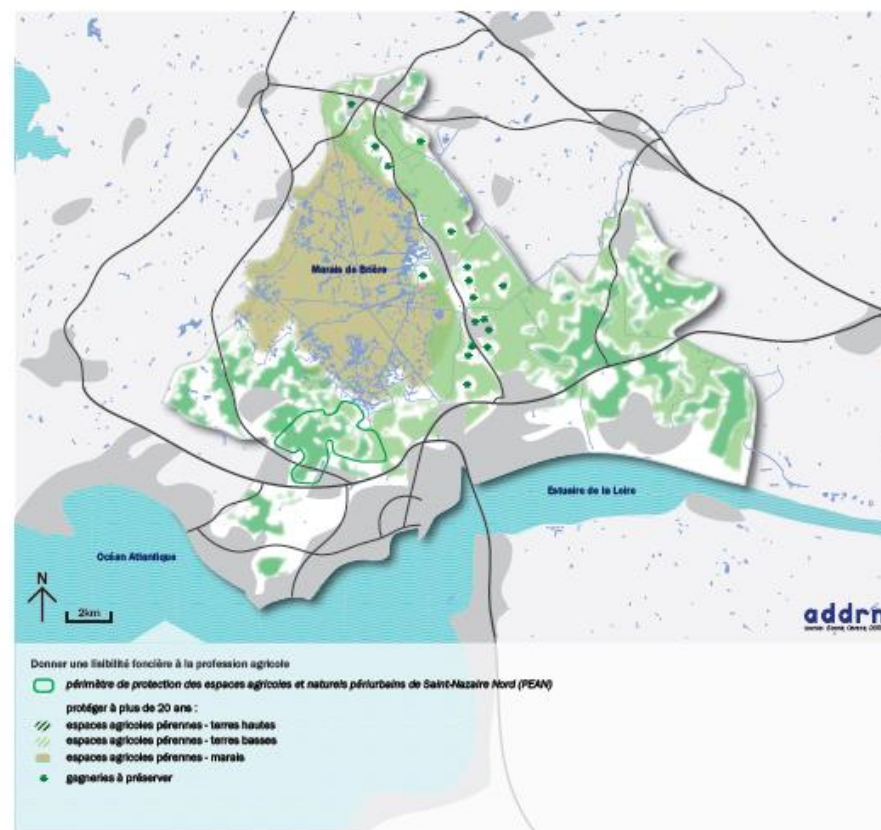 Marais de Brière
Estuaire de la Loire
Océan Atlantique
N
2km
addrn
Donner une lisibilité foncière à la profession agricole
périmètre de protection des espaces agricoles et naturels périurbains de Saint-Nazaire Nord (PEAN)
protéger à plus de 20 ans :
espaces agricoles pérennes - terres hautes
espaces agricoles pérennes - terres basses
espaces agricoles pérennes - marais
gagneries à préserver